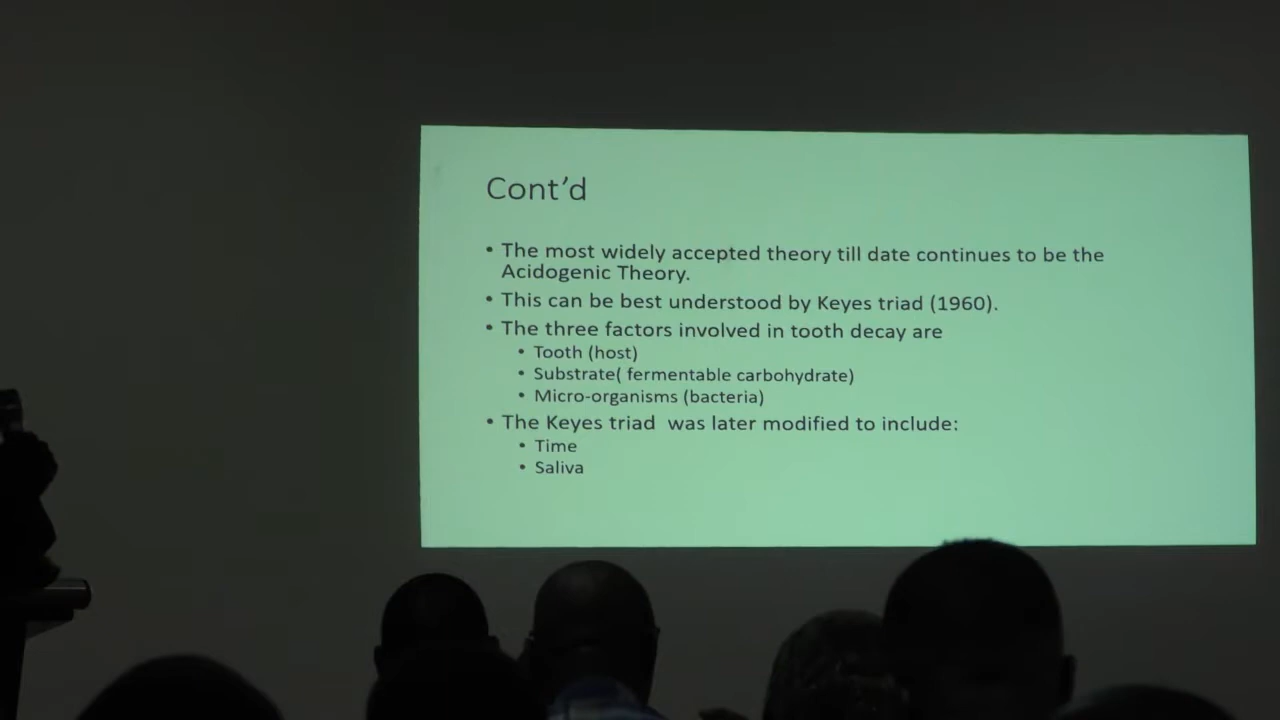 Cont'd
• The most widely accepted theory till date continues to be the
Acidogenic Theory.
• This can be best understood by Keyes triad (1960).
• The three factors involved in tooth decay are
• Tooth (host)
• Substrate( fermentable carbohydrate)
• Micro-organisms (bacteria)
• The Keyes triad  was later modified to include:
• Time
• Saliva